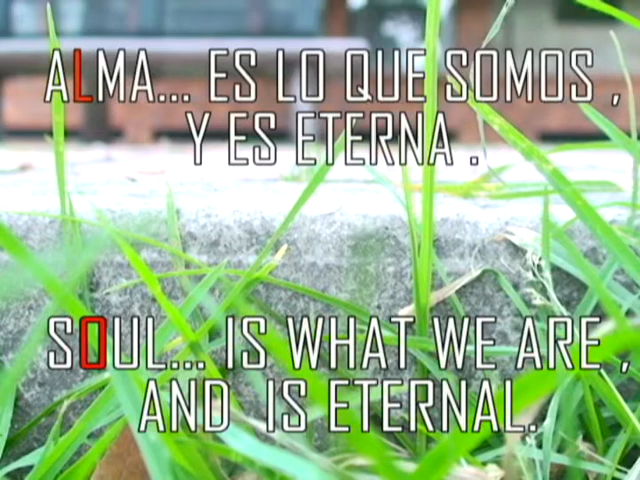 ALMA... ES LO QUE SOMOS ,
Y ES ETERNA .
SOUL... IS WHAT WE ARE ,
AND IS ETERNAL.